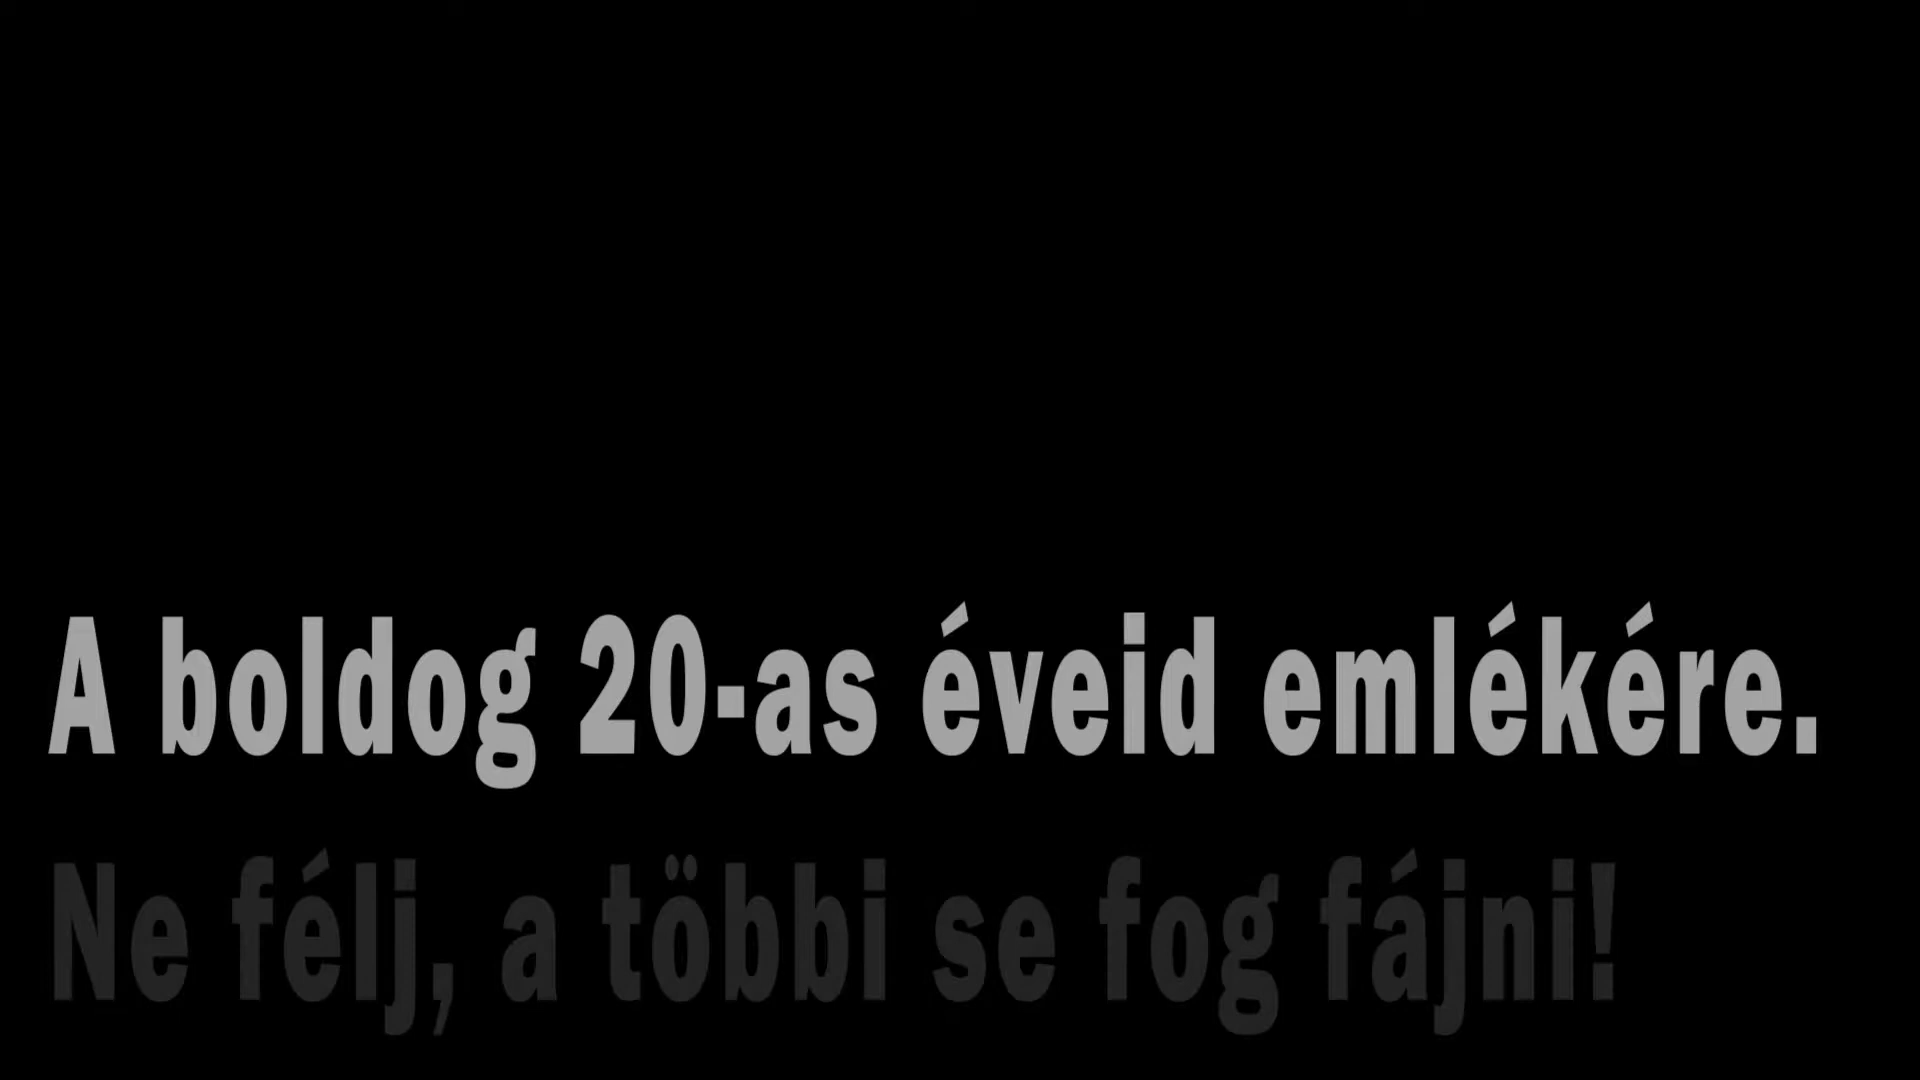 A boldog 20-as éveid emlékére.
Ne félj, a többi se fog fájni!